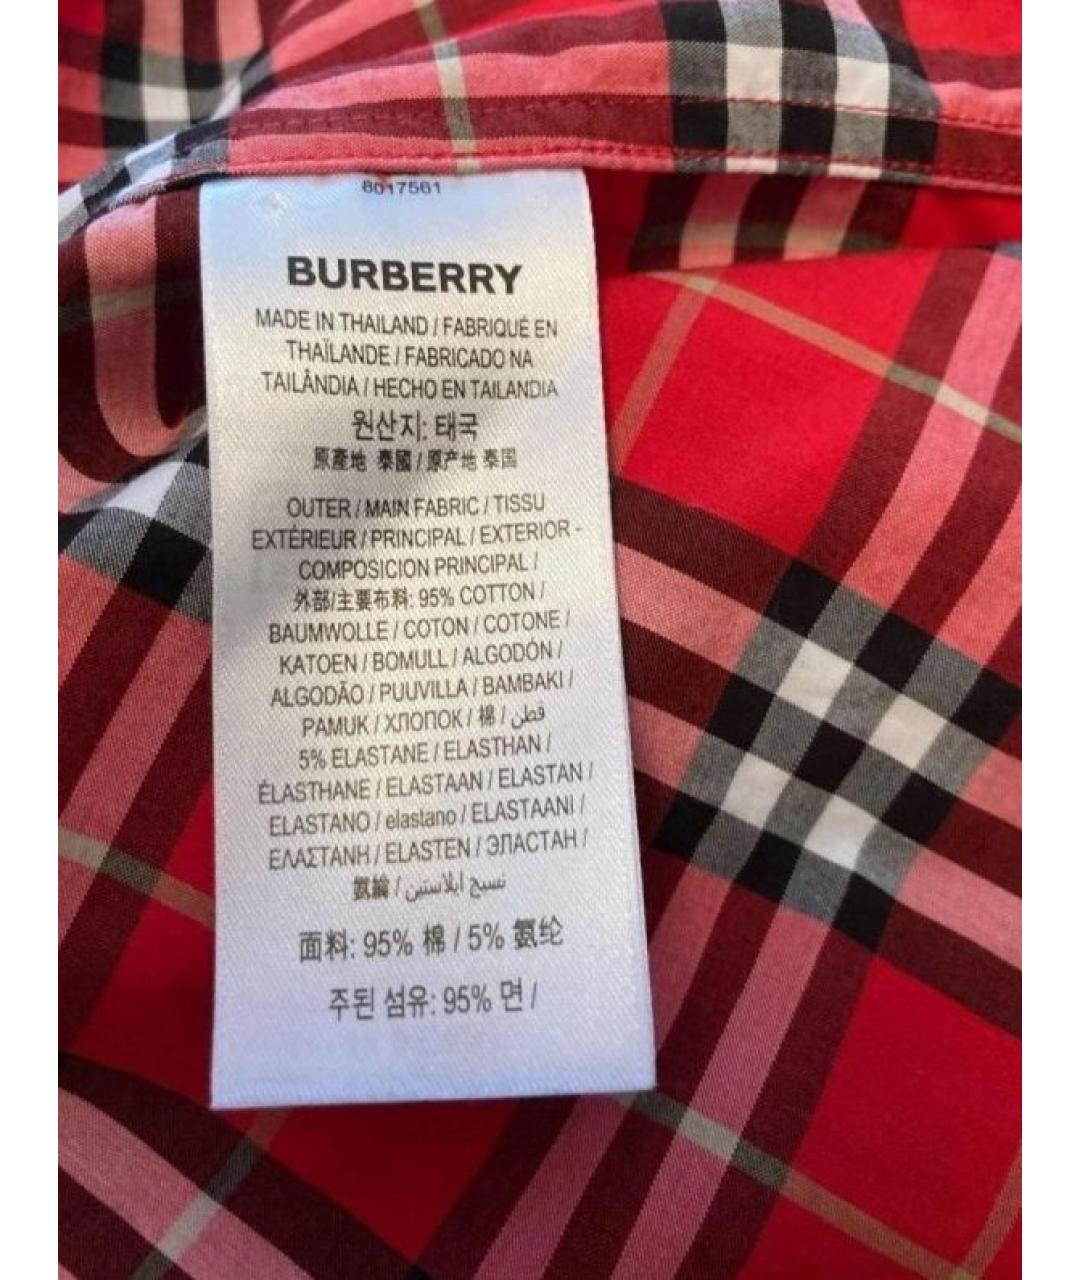 8017561
BURBERRY
MADE IN THAILAND / FABRIQUÉ EN
THAÏLANDE / FABRICADO NA
TAILÂNDIA / HECHO EN TAILANDIA
원산지: 태국
原產地 泰國 / 原产地 泰国
OUTER / MAIN FABRIC / TISSU
EXTÉRIEUR / PRINCIPAL / EXTERIOR -
COMPOSICION PRINCIPAL /
外部/主要布料: 95% COTTON /
BAUMWOLLE / COTON / COTONE /
KATOEN / BOMULL / ALGODÓN /
ALGODÃO / PUUVILLA / BAMBAKI /
PAMUK / ХЛОПОК / 棉 / قطن
5% ELASTANE / ELASTHAN /
ÉLASTHANE / ELASTAAN / ELASTAN /
ELASTANO / elastano / ELASTAANI /
ΕΛΑΣΤΑΝΗ / ELASTEN / ЭЛАСТАН /
氨綸 / نسيج ايلاستين
面料: 95% 棉 / 5% 氨纶
주된 섬유: 95% 면 /